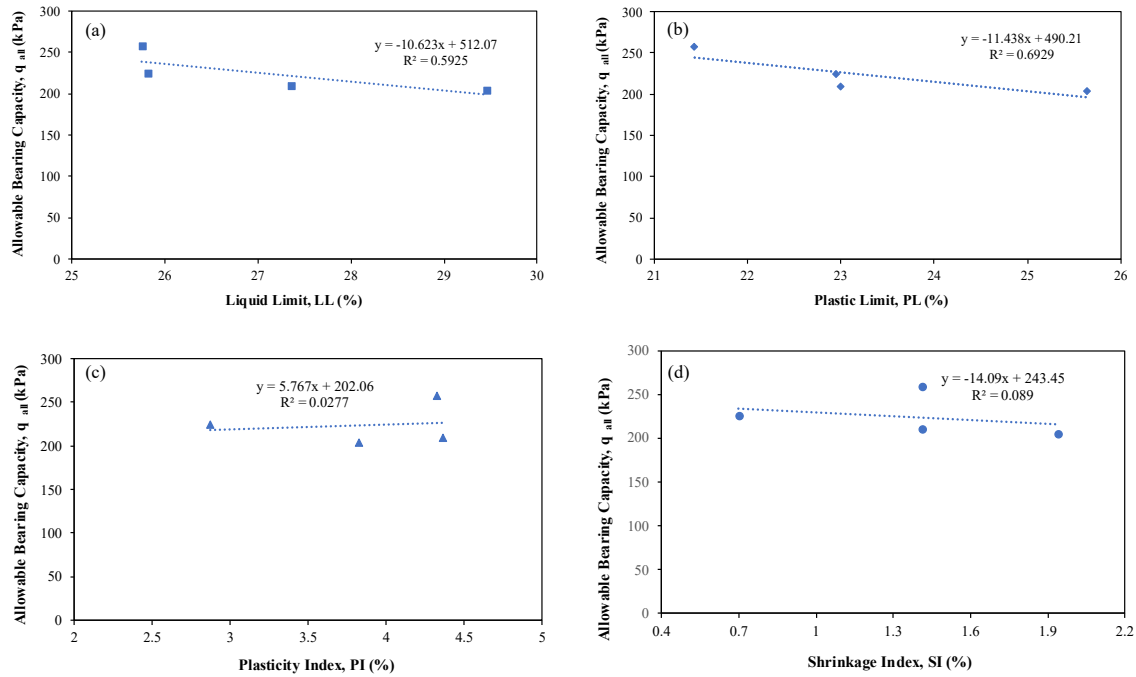 (a)
y = -10.623x + 512.07
R² = 0.5925
Allowable Bearing Capacity, q all (kPa)
300
250
200
150
100
50
0
25 26 27 28 29 30
Liquid Limit, LL (%)
(b)
y = -11.438x + 490.21
R² = 0.6929
Allowable Bearing Capacity, q all (kPa)
300
250
200
150
100
50
0
21 22 23 24 25 26
Plastic Limit, PL (%)
(c)
y = 5.767x + 202.06
R² = 0.0277
Allowable Bearing Capacity, q all (kPa)
350
300
250
200
150
100
50
0
2 2.5 3 3.5 4 4.5 5
Plasticity Index, PI (%)
(d)
y = -14.09x + 243.45
R² = 0.089
Allowable Bearing Capacity, q all (kPa)
300
250
200
150
100
50
0
0.4 0.7 1 1.3 1.6 1.9 2.2
Shrinkage Index, SI (%)